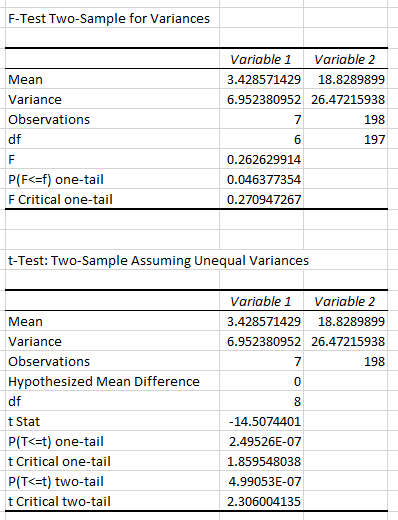 F-Test Two-Sample for Variances
Variable 1 Variable 2
Mean 3.428571429 18.8289899
Variance 6.952380952 26.47215938
Observations 7 198
df 6 197
F 0.262629914
P(F<=f) one-tail 0.046377354
F Critical one-tail 0.270947267
t-Test: Two-Sample Assuming Unequal Variances
Variable 1 Variable 2
Mean 3.428571429 18.8289899
Variance 6.952380952 26.47215938
Observations 7 198
Hypothesized Mean Difference 0
df 8
t Stat -14.5074401
P(T<=t) one-tail 2.49526E-07
t Critical one-tail 1.859548038
P(T<=t) two-tail 4.99053E-07
t Critical two-tail 2.306004135